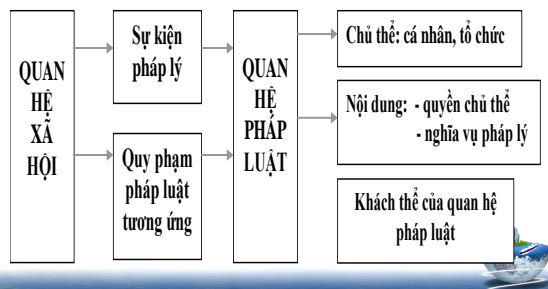 QUAN
HỆ
XÃ
HỘI
Sự kiện
pháp lý
Quy phạm
pháp luật
tương ứng
QUAN
HỆ
PHÁP
LUẬT
Chủ thể: cá nhân, tổ chức
Nội dung: - quyền chủ thể
- nghĩa vụ pháp lý
Khách thể của quan hệ
pháp luật